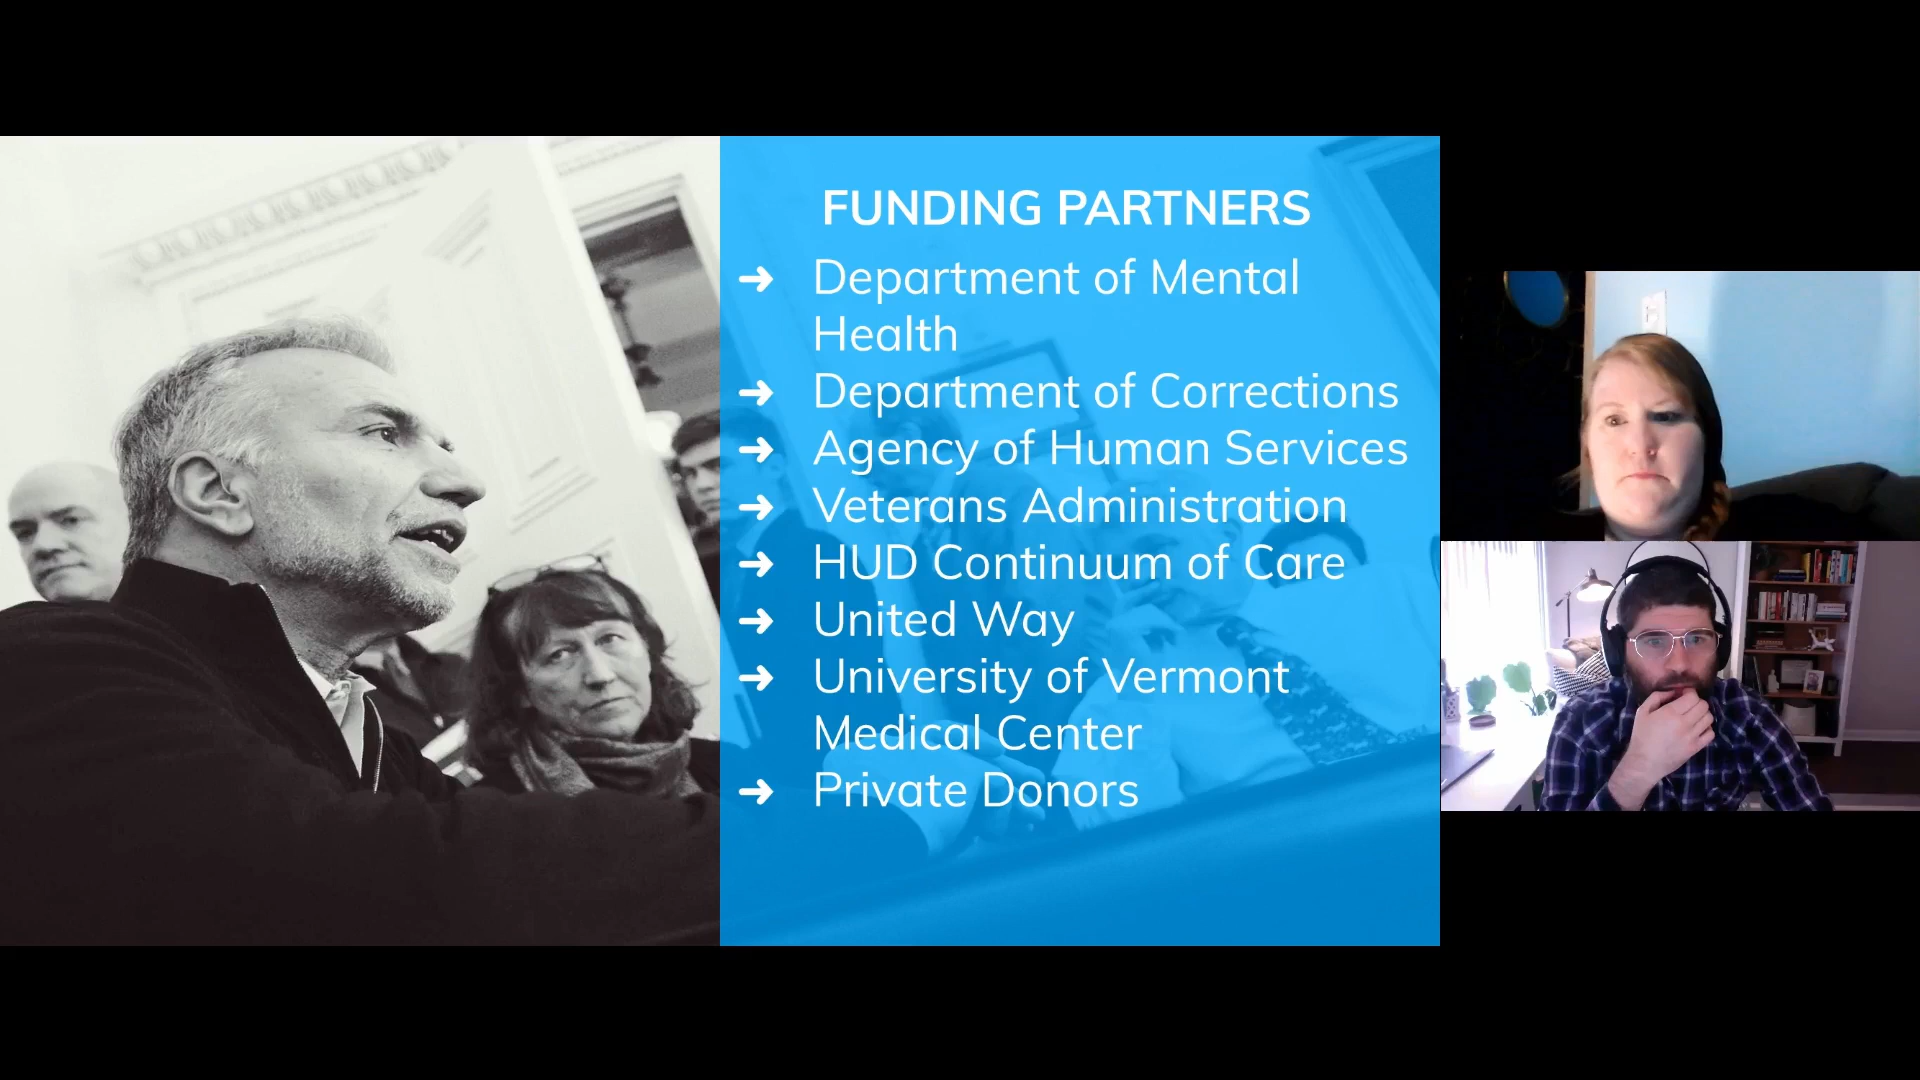 FUNDING PARTNERS
➜ Department of Mental
Health
➜ Department of Corrections
➜ Agency of Human Services
➜ Veterans Administration
➜ HUD Continuum of Care
➜ United Way
➜ University of Vermont
Medical Center
➜ Private Donors